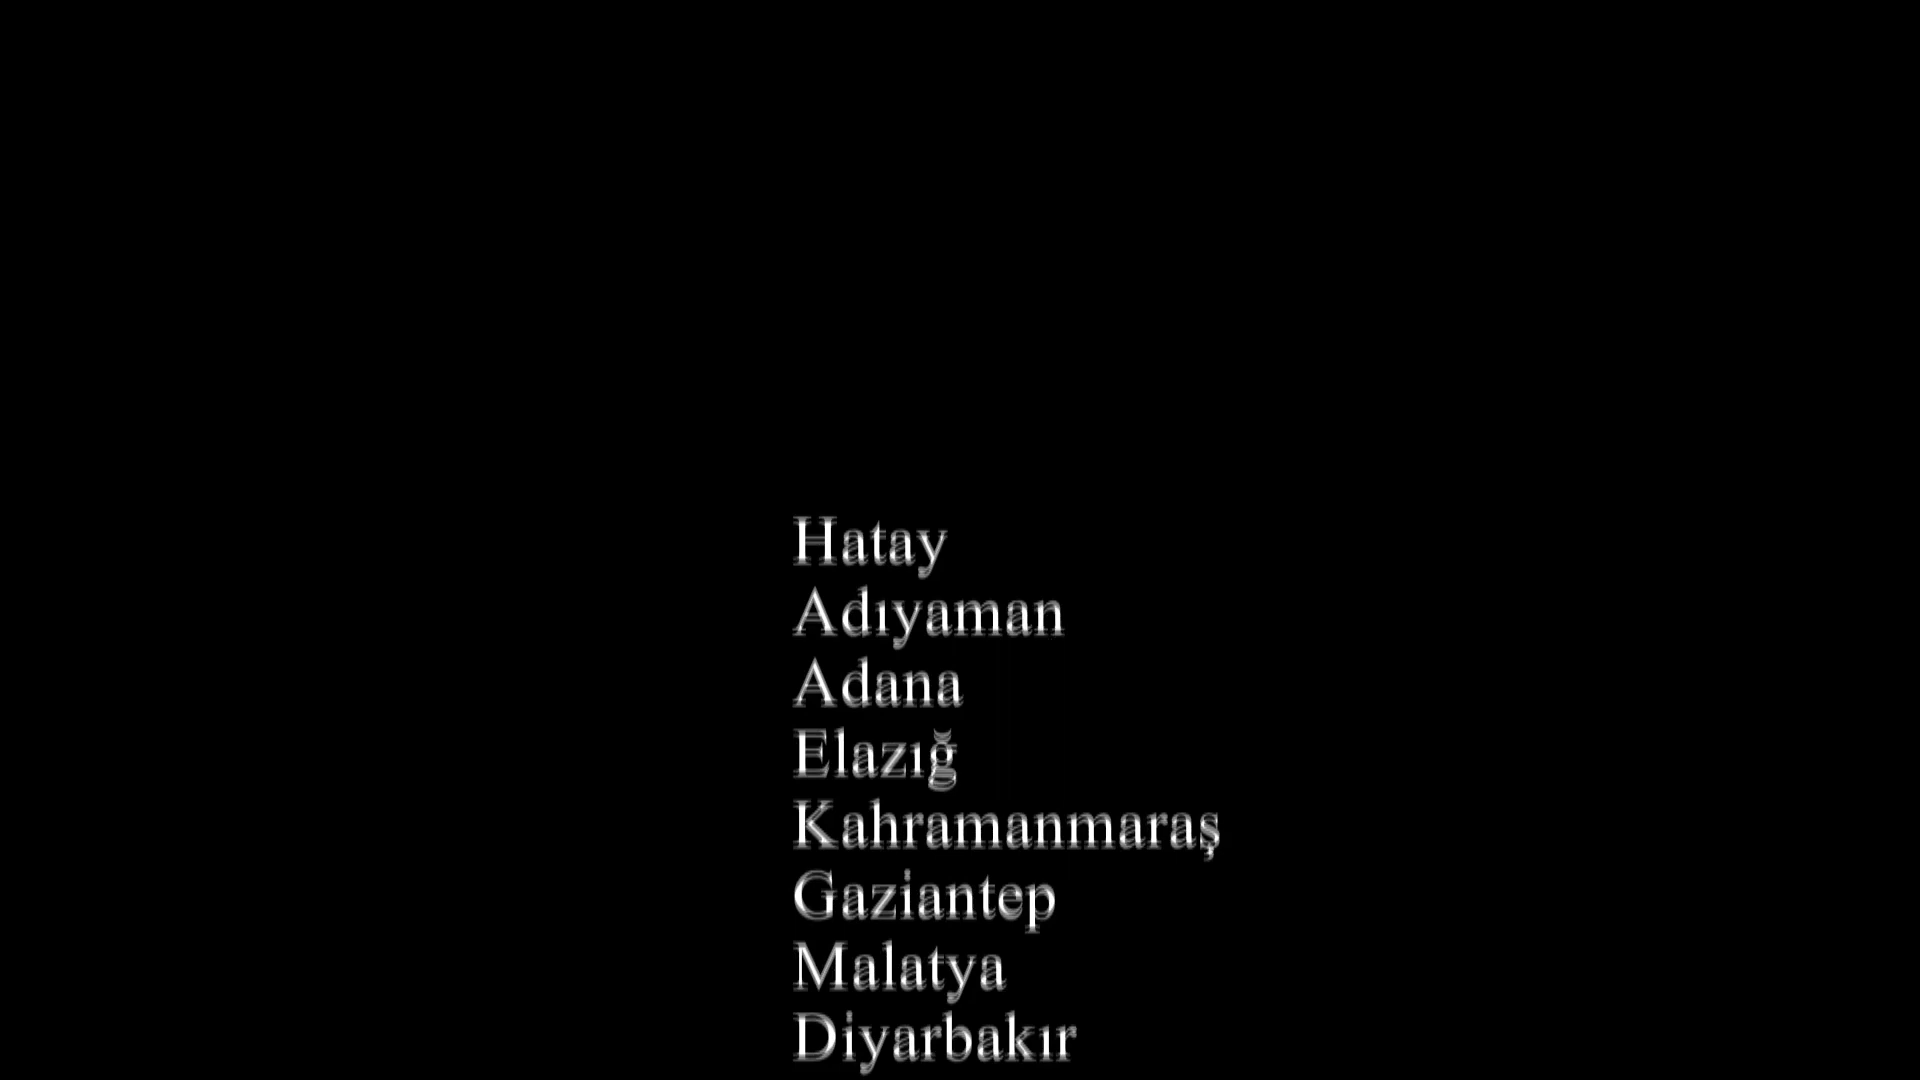 Hatay
Adıyaman
Adana
Elazığ
Kahramanmaraş
Gaziantep
Malatya
Diyarbakır